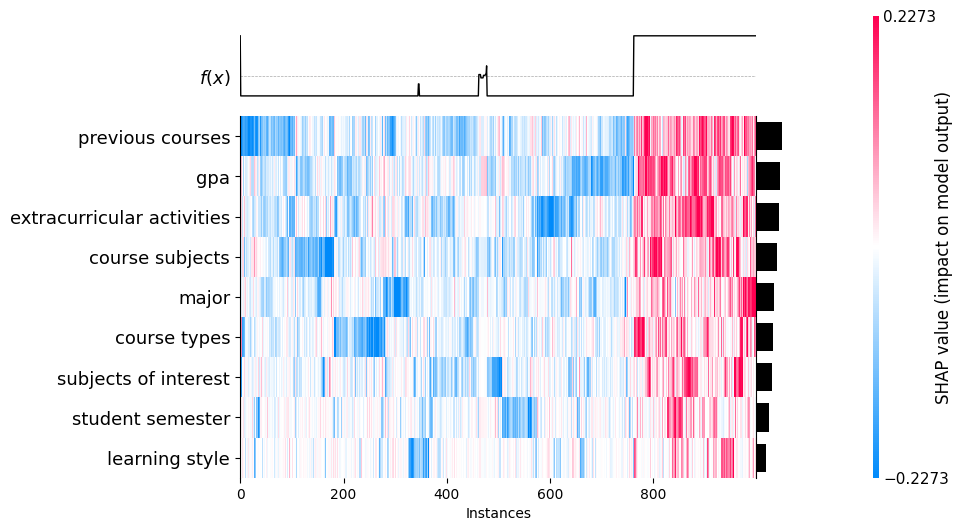 0.2273
f(x)
previous courses
gpa
extracurricular activities
course subjects
major
course types
subjects of interest
student semester
learning style
0 200 400 600 800
Instances
SHAP value (impact on model output)
−0.2273